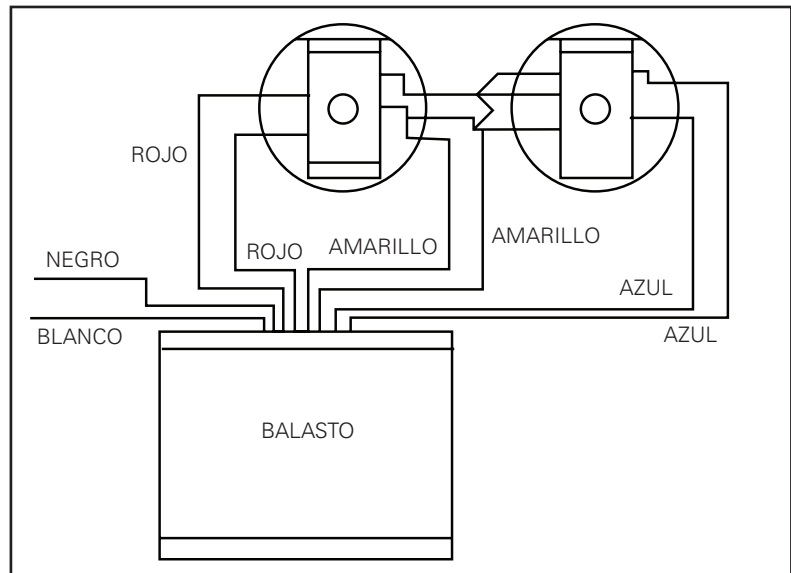 ROJO
ROJO
AMARILLO
AMARILLO
NEGRO
AZUL
BLANCO
AZUL
BALASTO